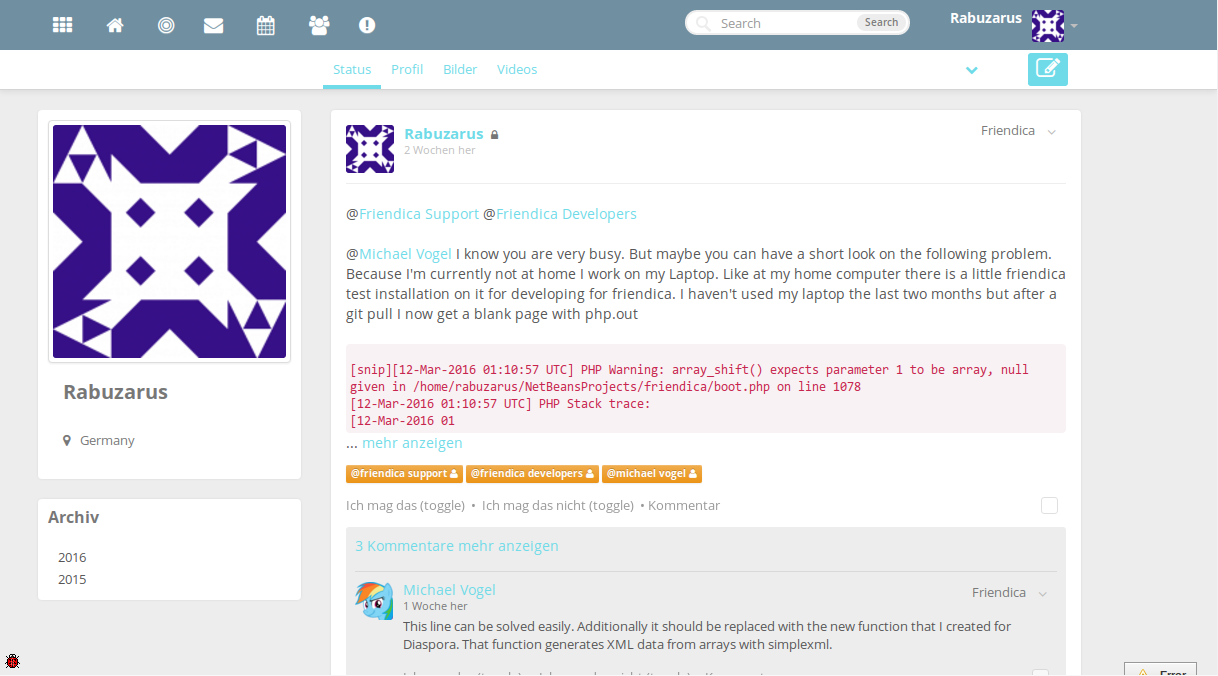 Search Search Rabuzarus
Status Profil Bilder Videos
Rabuzarus
2 Wochen her
Friendica
@Friendica Support @Friendica Developers
@Michael Vogel I know you are very busy. But maybe you can have a short look on the following problem.
Because I'm currently not at home I work on my Laptop. Like at my home computer there is a little friendica
test installation on it for developing for friendica. I haven't used my laptop the last two months but after a
git pull I now get a blank page with php.out
[snip][12-Mar-2016 01:10:57 UTC] PHP Warning: array_shift() expects parameter 1 to be array, null
given in /home/rabuzarus/NetBeansProjects/friendica/boot.php on line 1078
[12-Mar-2016 01:10:57 UTC] PHP Stack trace:
[12-Mar-2016 01
... mehr anzeigen
@friendica support @friendica developers @michael vogel
Ich mag das (toggle) • Ich mag das nicht (toggle) • Kommentar
3 Kommentare mehr anzeigen
Michael Vogel
1 Woche her
Friendica
This line can be solved easily. Additionally it should be replaced with the new function that I created for
Diaspora. That function generates XML data from arrays with simplexml.
Rabuzarus
Germany
Archiv
2016
2015
Error